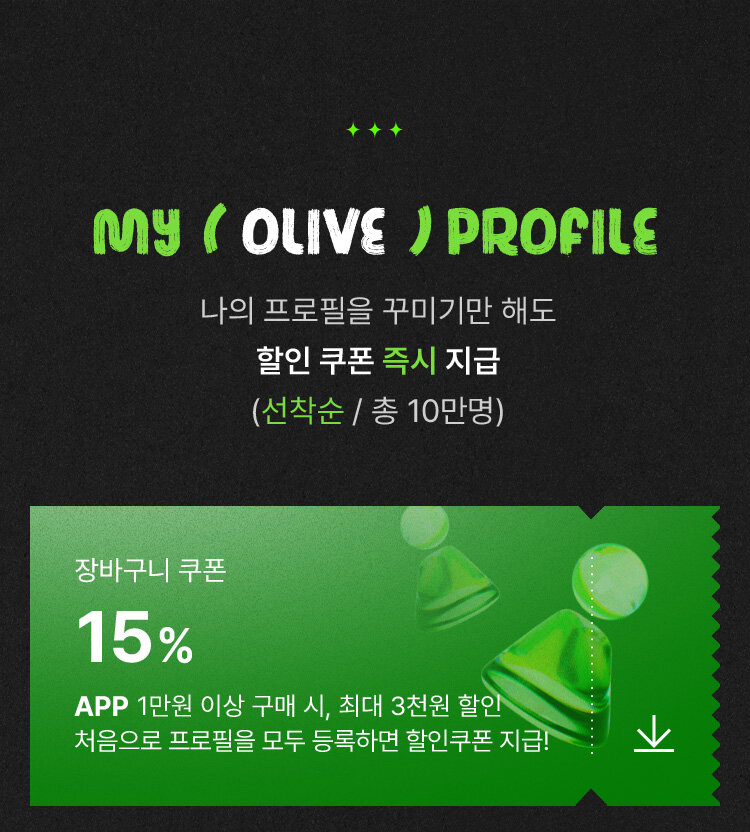 MY ( OLIVE ) PROFILE
나의 프로필을 꾸미기만 해도
할인 쿠폰 즉시 지급
(선착순 / 총 10만명)
장바구니 쿠폰
15%
APP 1만원 이상 구매 시, 최대 3천원 할인
처음으로 프로필을 모두 등록하면 할인쿠폰 지급!